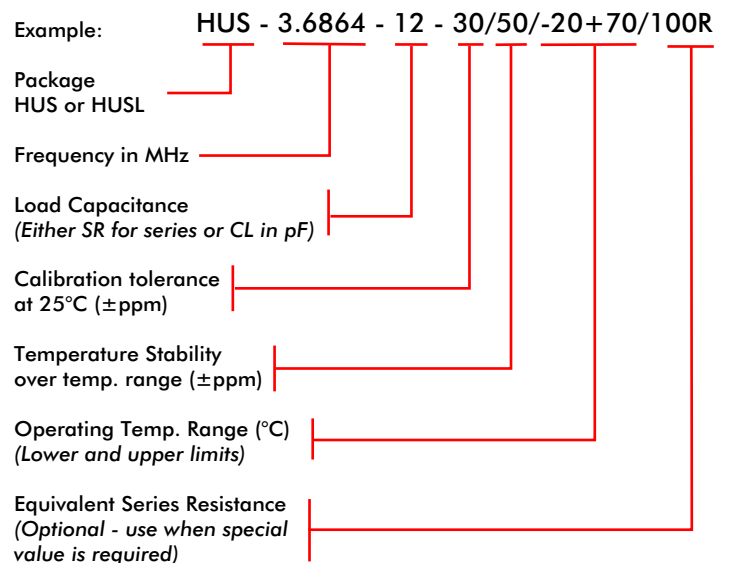 Example: HUS - 3.6864 - 12 - 30/50/-20+70/100R
Package
HUS or HUSL
Frequency in MHz
Load Capacitance
(Either SR for series or CL in pF)
Calibration tolerance
at 25°C (±ppm)
Temperature Stability
over temp. range (±ppm)
Operating Temp. Range (°C)
(Lower and upper limits)
Equivalent Series Resistance
(Optional - use when special
value is required)